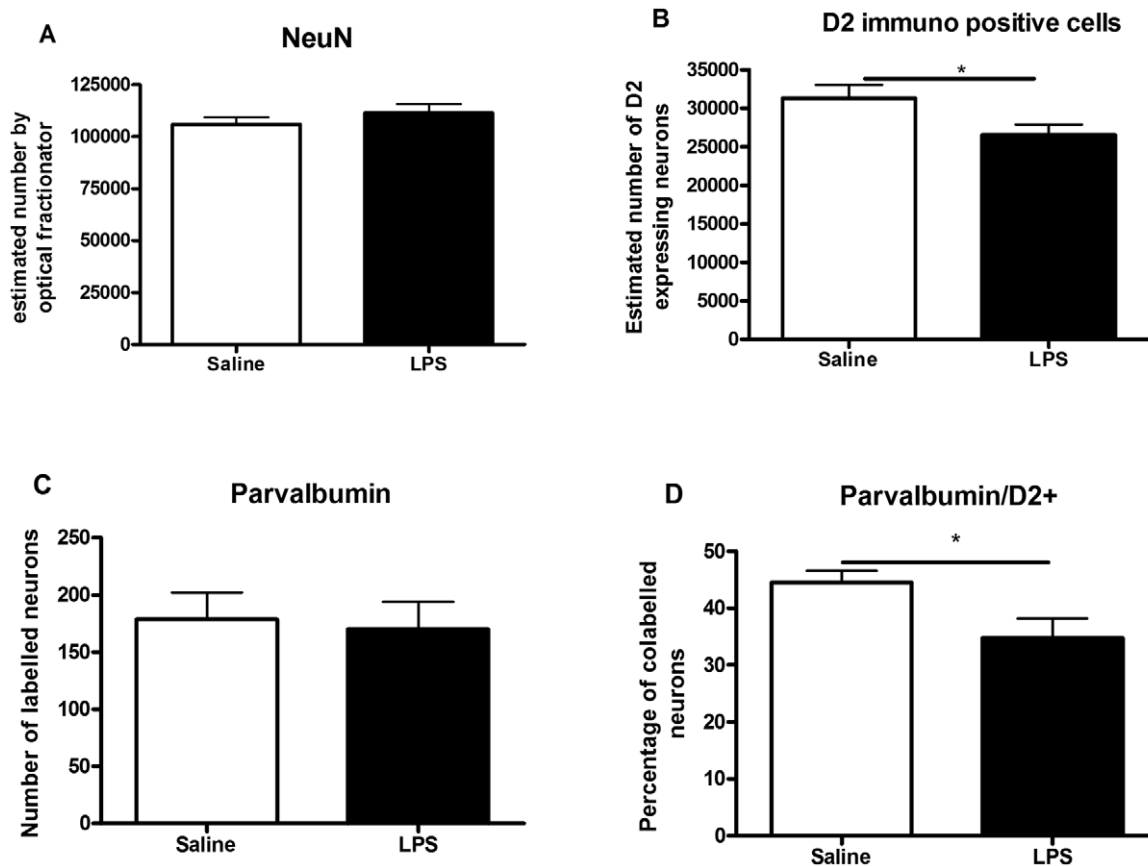 A
NeuN
estimated number by
optical fractionator
125000
100000
75000
50000
25000
0
Saline
LPS
B
D2 immuno positive cells
Estimated number of D2
expressing neurons
35000
30000
25000
20000
15000
10000
5000
0
*
Saline
LPS
C
Parvalbumin
Number of labelled neurons
250
200
150
100
50
0
Saline
LPS
D
Parvalbumin/D2+
Percentage of colabelled
neurons
50
40
30
20
10
0
*
Saline
LPS